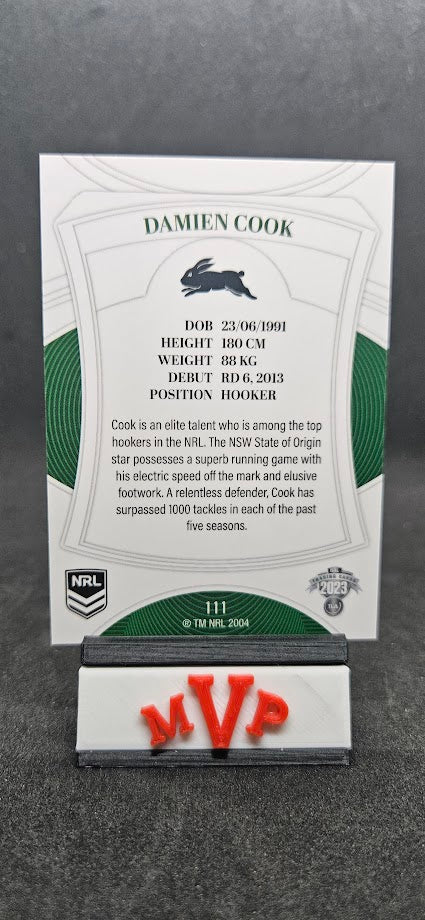 DAMIEN COOK
DOB 23/06/1991
HEIGHT 180 CM
WEIGHT 88 KG
DEBUT RD 6, 2013
POSITION HOOKER
Cook is an elite talent who is among the top
hookers in the NRL. The NSW State of Origin
star possesses a superb running game with
his electric speed off the mark and elusive
footwork. A relentless defender, Cook has
surpassed 1000 tackles in each of the past
five seasons.
NRL
TRADING CARDS
2023
TLA
111
® TM NRL 2004
MVP